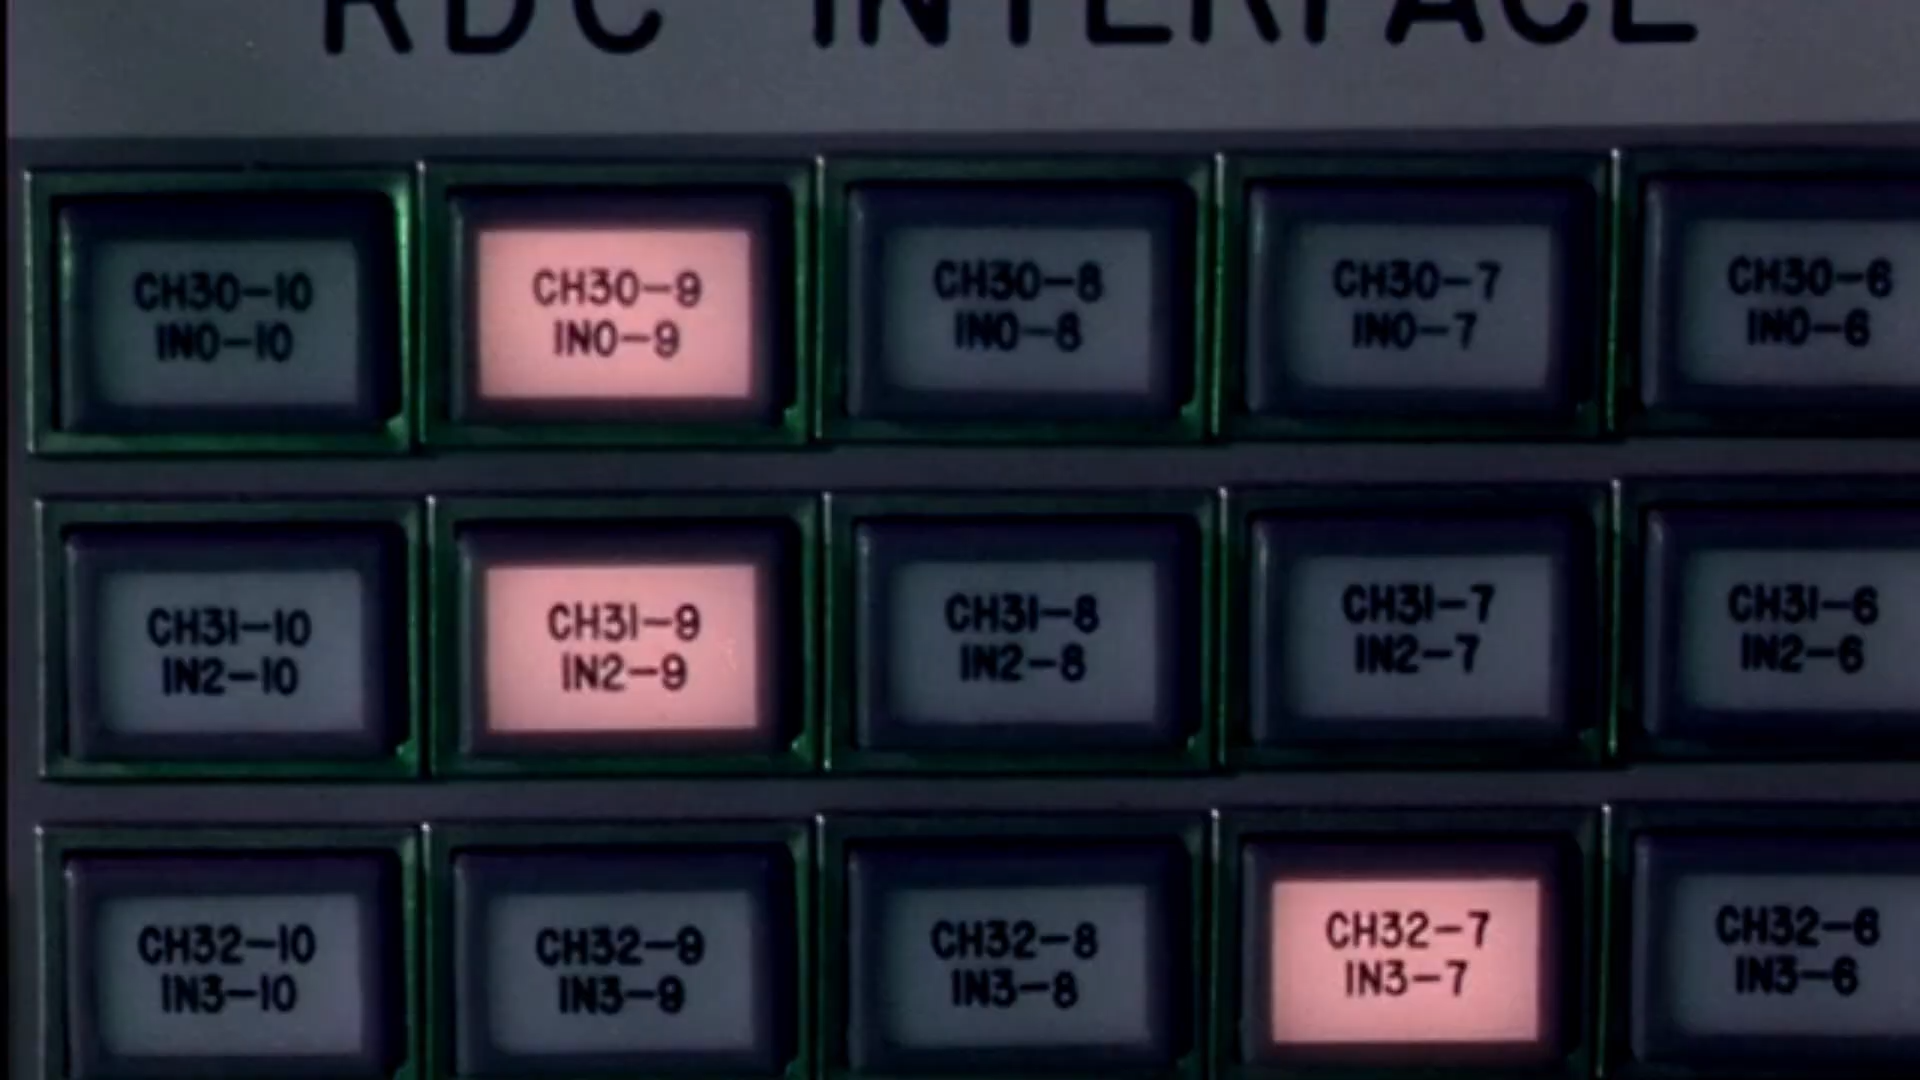 RDC INTERFACE
CH30-10
IN0-10
CH30-9
IN0-9
CH30-8
IN0-8
CH30-7
IN0-7
CH30-6
IN0-6
CH31-10
IN2-10
CH31-9
IN2-9
CH31-8
IN2-8
CH31-7
IN2-7
CH31-6
IN2-6
CH32-10
IN3-10
CH32-9
IN3-9
CH32-8
IN3-8
CH32-7
IN3-7
CH32-6
IN3-6